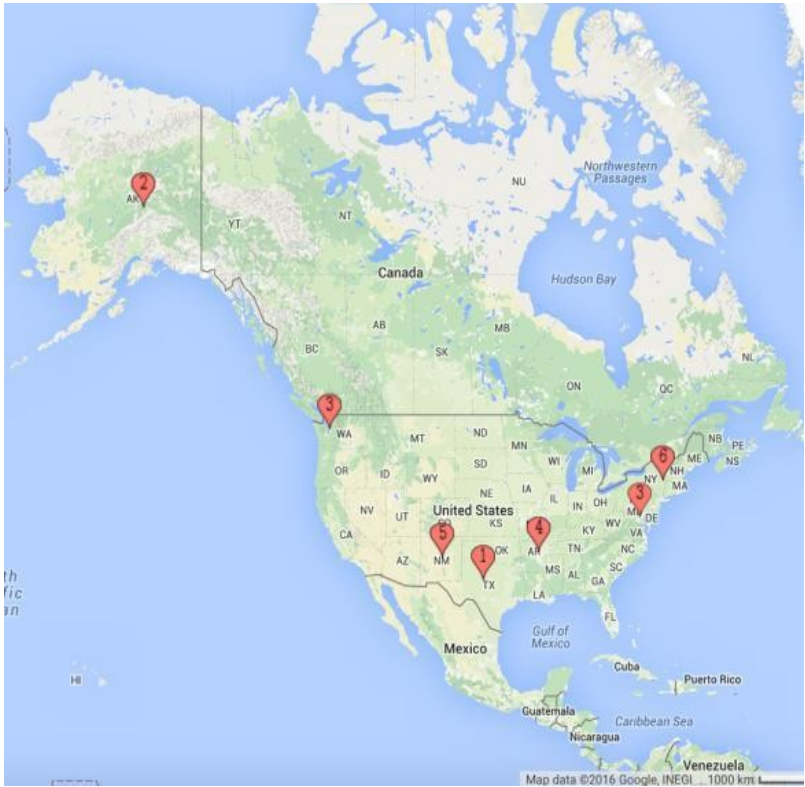 NU
Northwestern
Passages
2
AK
YT
NT
Canada
Hudson Bay
AB
MB
BC
SK
NL
ON
QC
3
WA
MT
ND
MN
NB
PE
ME
NS
6
OR
ID
SD
WI
MI
NY
NH
MA
WY
IA
3
NE
IL
IN
OH
DE
NV
UT
United States
4
KS
KY
WV
VA
CA
5
AZ
NM
1
OK
AR
TN
NC
SC
MS
AL
GA
TX
LA
FL
th
fic
an
Gulf of
Mexico
Mexico
HI
Cuba
Puerto Rico
Guatemala
Caribbean Sea
Nicaragua
Venezuela
Map data ©2016 Google, INEGI
1000 km